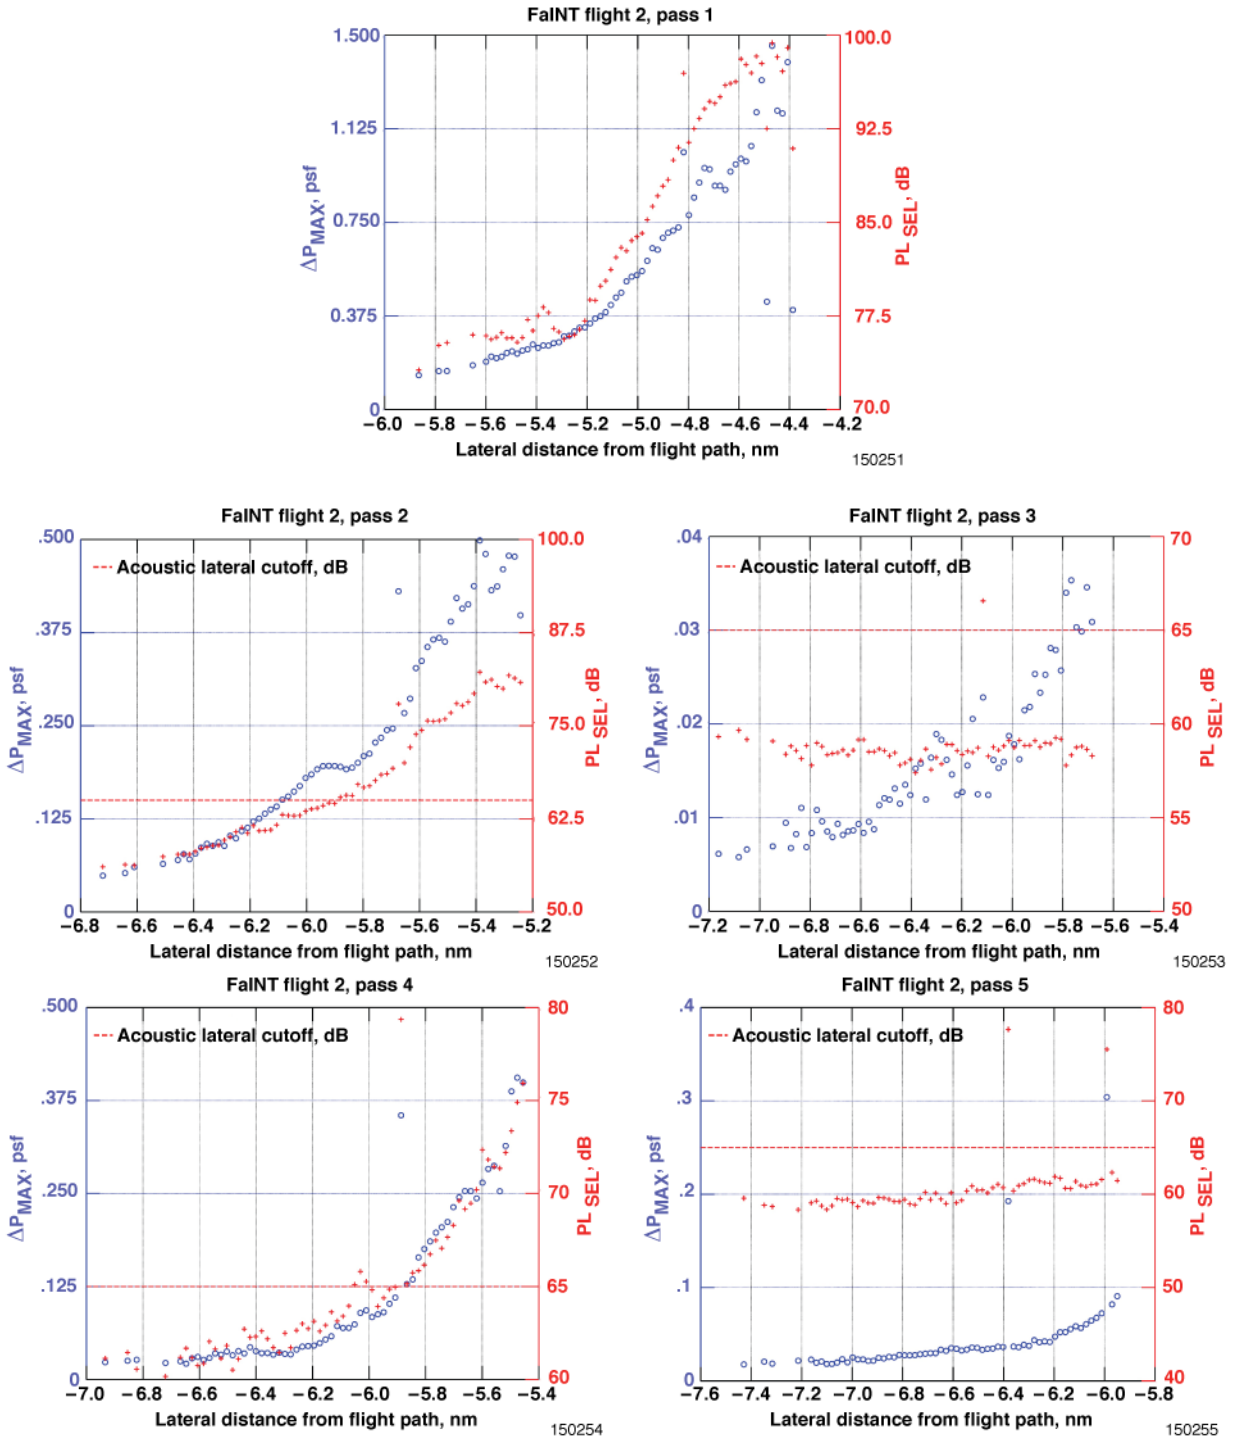 FaINT flight 2, pass 1
1.500
1.125
0.750
0.375
0
ΔPMAX, psf
100.0
92.5
85.0
77.5
70.0
PL SEL, dB
−6.0 −5.8 −5.6 −5.4 −5.2 −5.0 −4.8 −4.6 −4.4 −4.2
Lateral distance from flight path, nm
150251
FaINT flight 2, pass 2
Acoustic lateral cutoff, dB
.500
.375
.250
.125
0
ΔPMAX, psf
100.0
87.5
75.0
62.5
50.0
PL SEL, dB
−6.8 −6.6 −6.4 −6.2 −6.0 −5.8 −5.6 −5.4 −5.2
Lateral distance from flight path, nm
150252
FaINT flight 2, pass 3
Acoustic lateral cutoff, dB
.04
.03
.02
.01
0
ΔPMAX, psf
70
65
60
55
50
PL SEL, dB
−7.2 −7.0 −6.8 −6.6 −6.4 −6.2 −6.0 −5.8 −5.6 −5.4
Lateral distance from flight path, nm
150253
FaINT flight 2, pass 4
Acoustic lateral cutoff, dB
.500
.375
.250
.125
0
ΔPMAX, psf
80
75
70
65
60
PL SEL, dB
−7.0 −6.8 −6.6 −6.4 −6.2 −6.0 −5.8 −5.6 −5.4
Lateral distance from flight path, nm
150254
FaINT flight 2, pass 5
Acoustic lateral cutoff, dB
.4
.3
.2
.1
0
ΔPMAX, psf
80
70
60
50
40
PL SEL, dB
−7.6 −7.4 −7.2 −7.0 −6.8 −6.6 −6.4 −6.2 −6.0 −5.8
Lateral distance from flight path, nm
150255